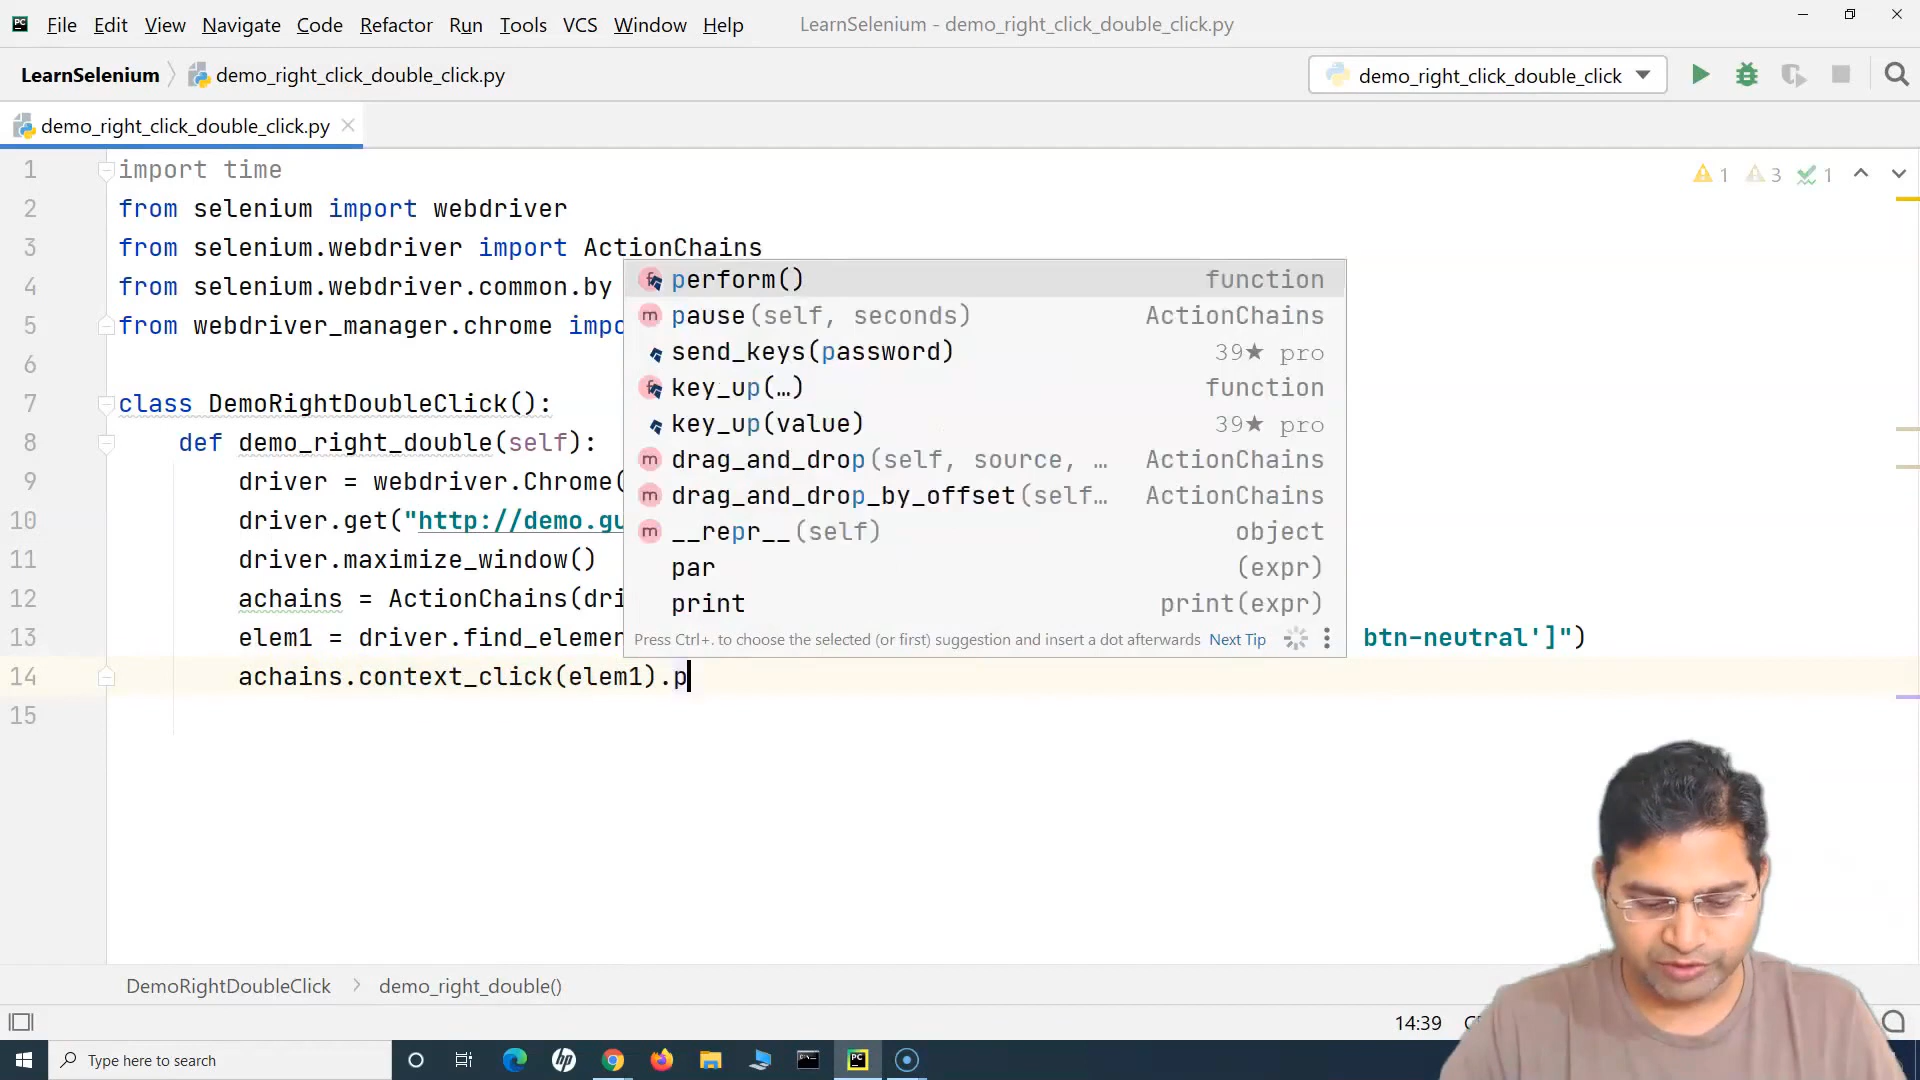 File Edit View Navigate Code Refactor Run Tools VCS Window Help LearnSelenium - demo_right_click_double_click.py
LearnSelenium demo_right_click_double_click.py demo_right_click_double_click
demo_right_click_double_click.py
1 import time
1 3 1
2 from selenium import webdriver
3 from selenium.webdriver import ActionChains
4 from selenium.webdriver.common.by
5 from webdriver_manager.chrome impo
6
7 class DemoRightDoubleClick():
8 def demo_right_double(self):
9 driver = webdriver.Chrome(
10 driver.get("http://demo.gu
11 driver.maximize_window()
12 achains = ActionChains(dri
13 elem1 = driver.find_elemen btn-neutral']")
14 achains.context_click(elem1).p
15
perform() function
pause(self, seconds) ActionChains
send_keys(password) 39★ pro
key_up(…) function
key_up(value) 39★ pro
drag_and_drop(self, source, … ActionChains
drag_and_drop_by_offset(self… ActionChains
__repr__(self) object
par (expr)
print print(expr)
Press Ctrl+. to choose the selected (or first) suggestion and insert a dot afterwards Next Tip
DemoRightDoubleClick demo_right_double()
14:39
Type here to search